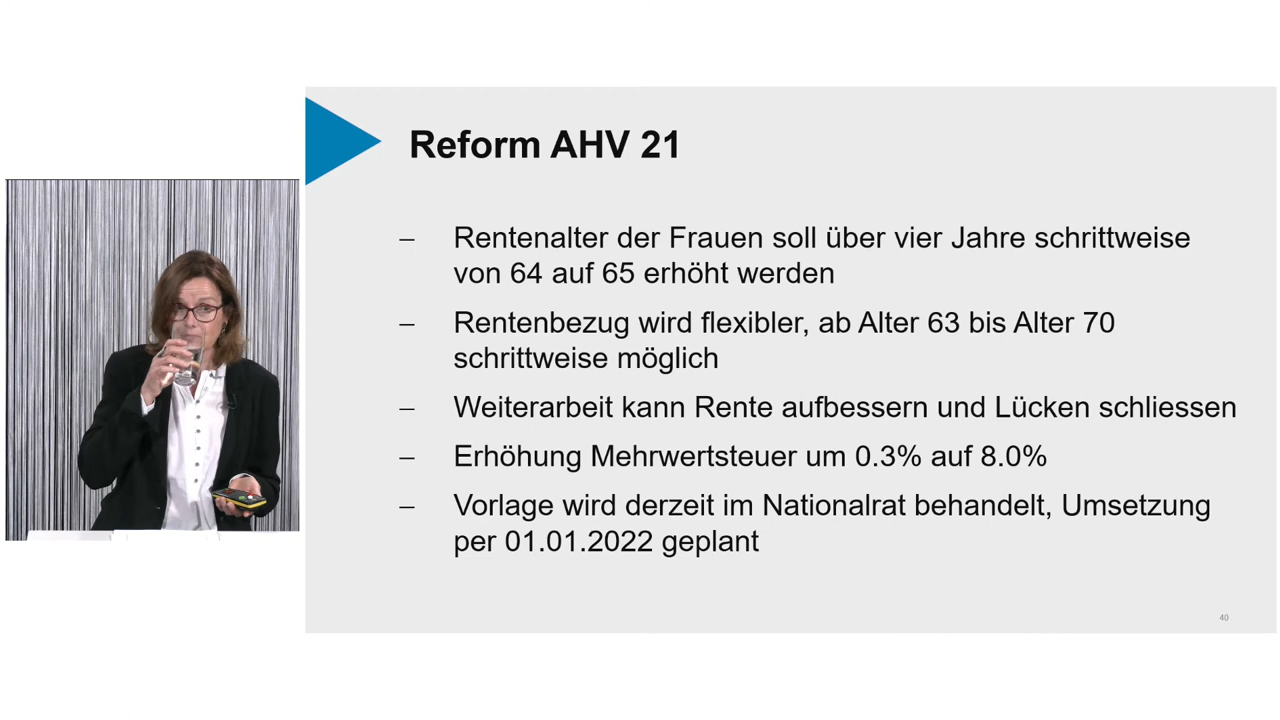 Reform AHV 21
– Rentenalter der Frauen soll über vier Jahre schrittweise
von 64 auf 65 erhöht werden
– Rentenbezug wird flexibler, ab Alter 63 bis Alter 70
schrittweise möglich
– Weiterarbeit kann Rente aufbessern und Lücken schliessen
– Erhöhung Mehrwertsteuer um 0.3% auf 8.0%
– Vorlage wird derzeit im Nationalrat behandelt, Umsetzung
per 01.01.2022 geplant
40